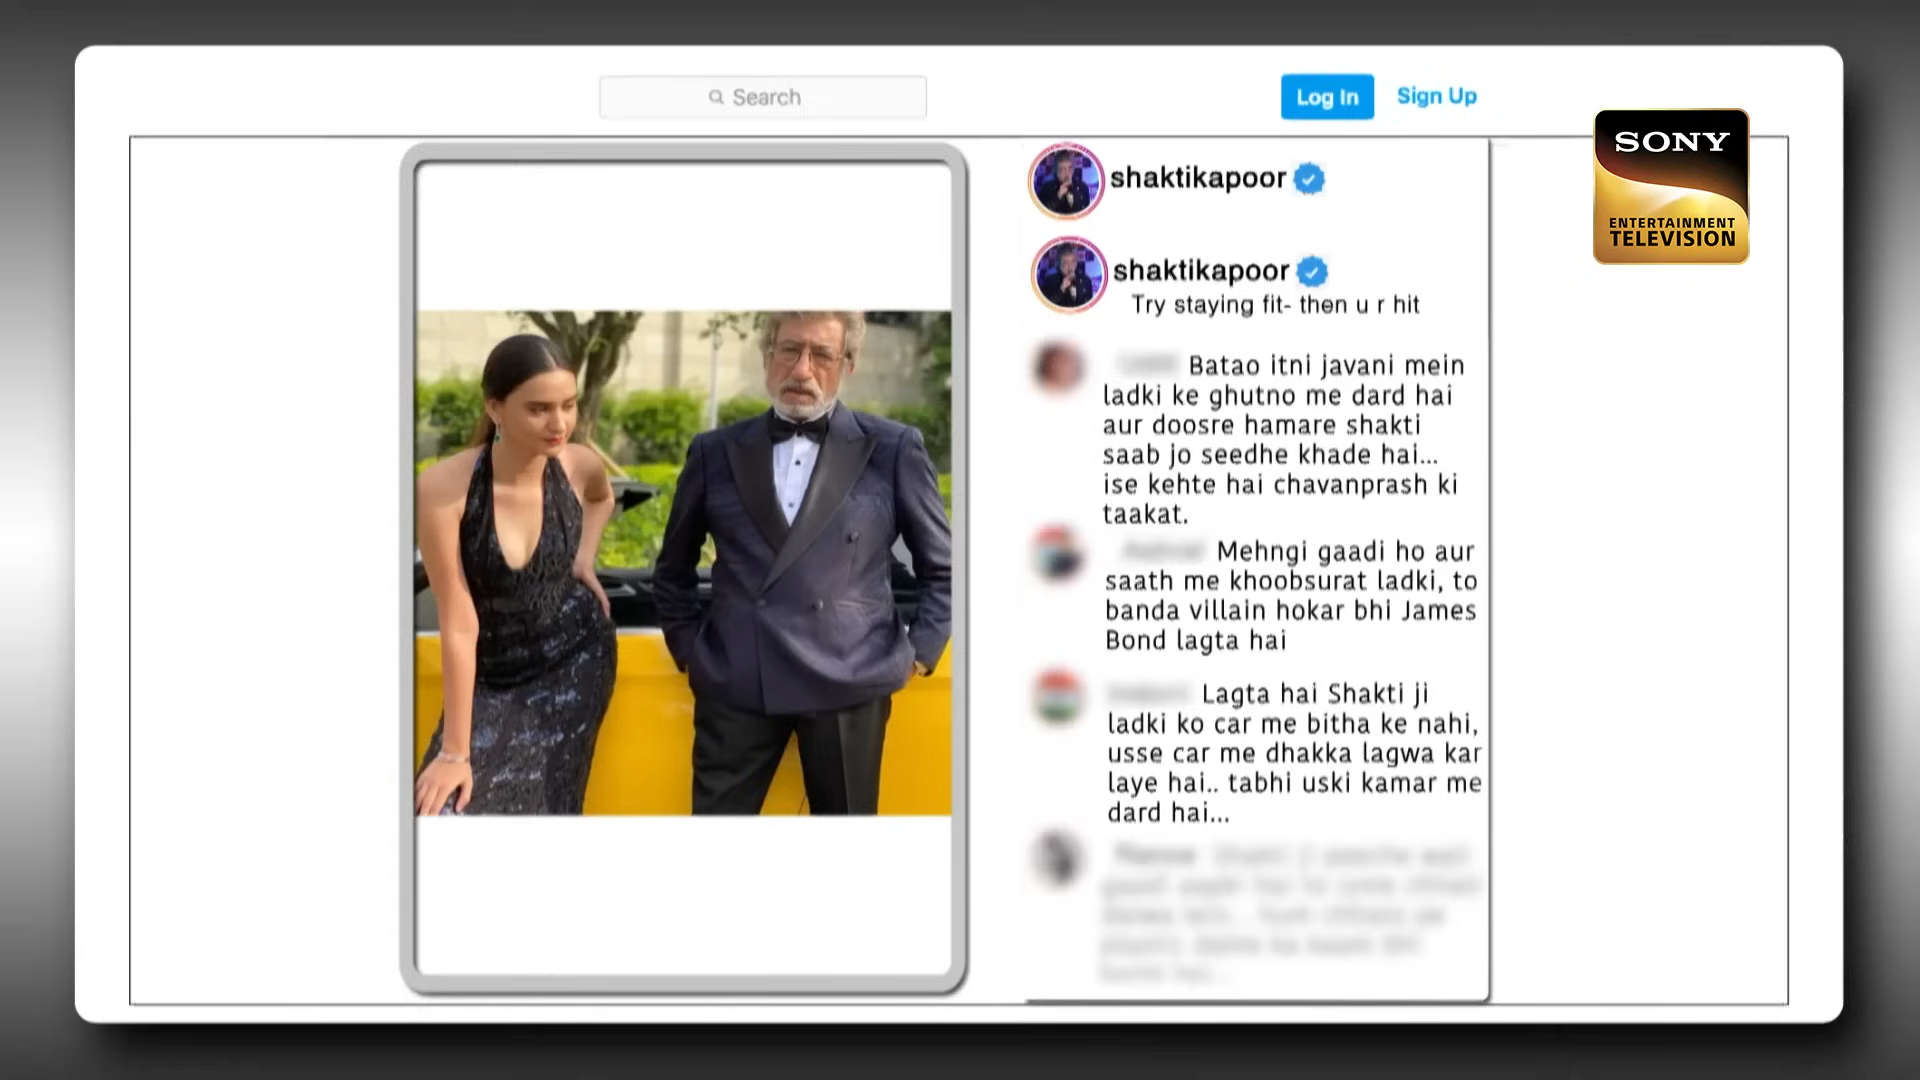 Search
Log In
Sign Up
SONY
ENTERTAINMENT
TELEVISION
shaktikapoor
shaktikapoor
Try staying fit- then u r hit
Batao itni javani mein
ladki ke ghutno me dard hai
aur doosre hamare shakti
saab jo seedhe khade hai...
ise kehte hai chavanprash ki
taakat.
Mehngi gaadi ho aur
saath me khoobsurat ladki, to
banda villain hokar bhi James
Bond lagta hai
Lagta hai Shakti ji
ladki ko car me bitha ke nahi,
usse car me dhakka lagwa kar
laye hai.. tabhi uski kamar me
dard hai...